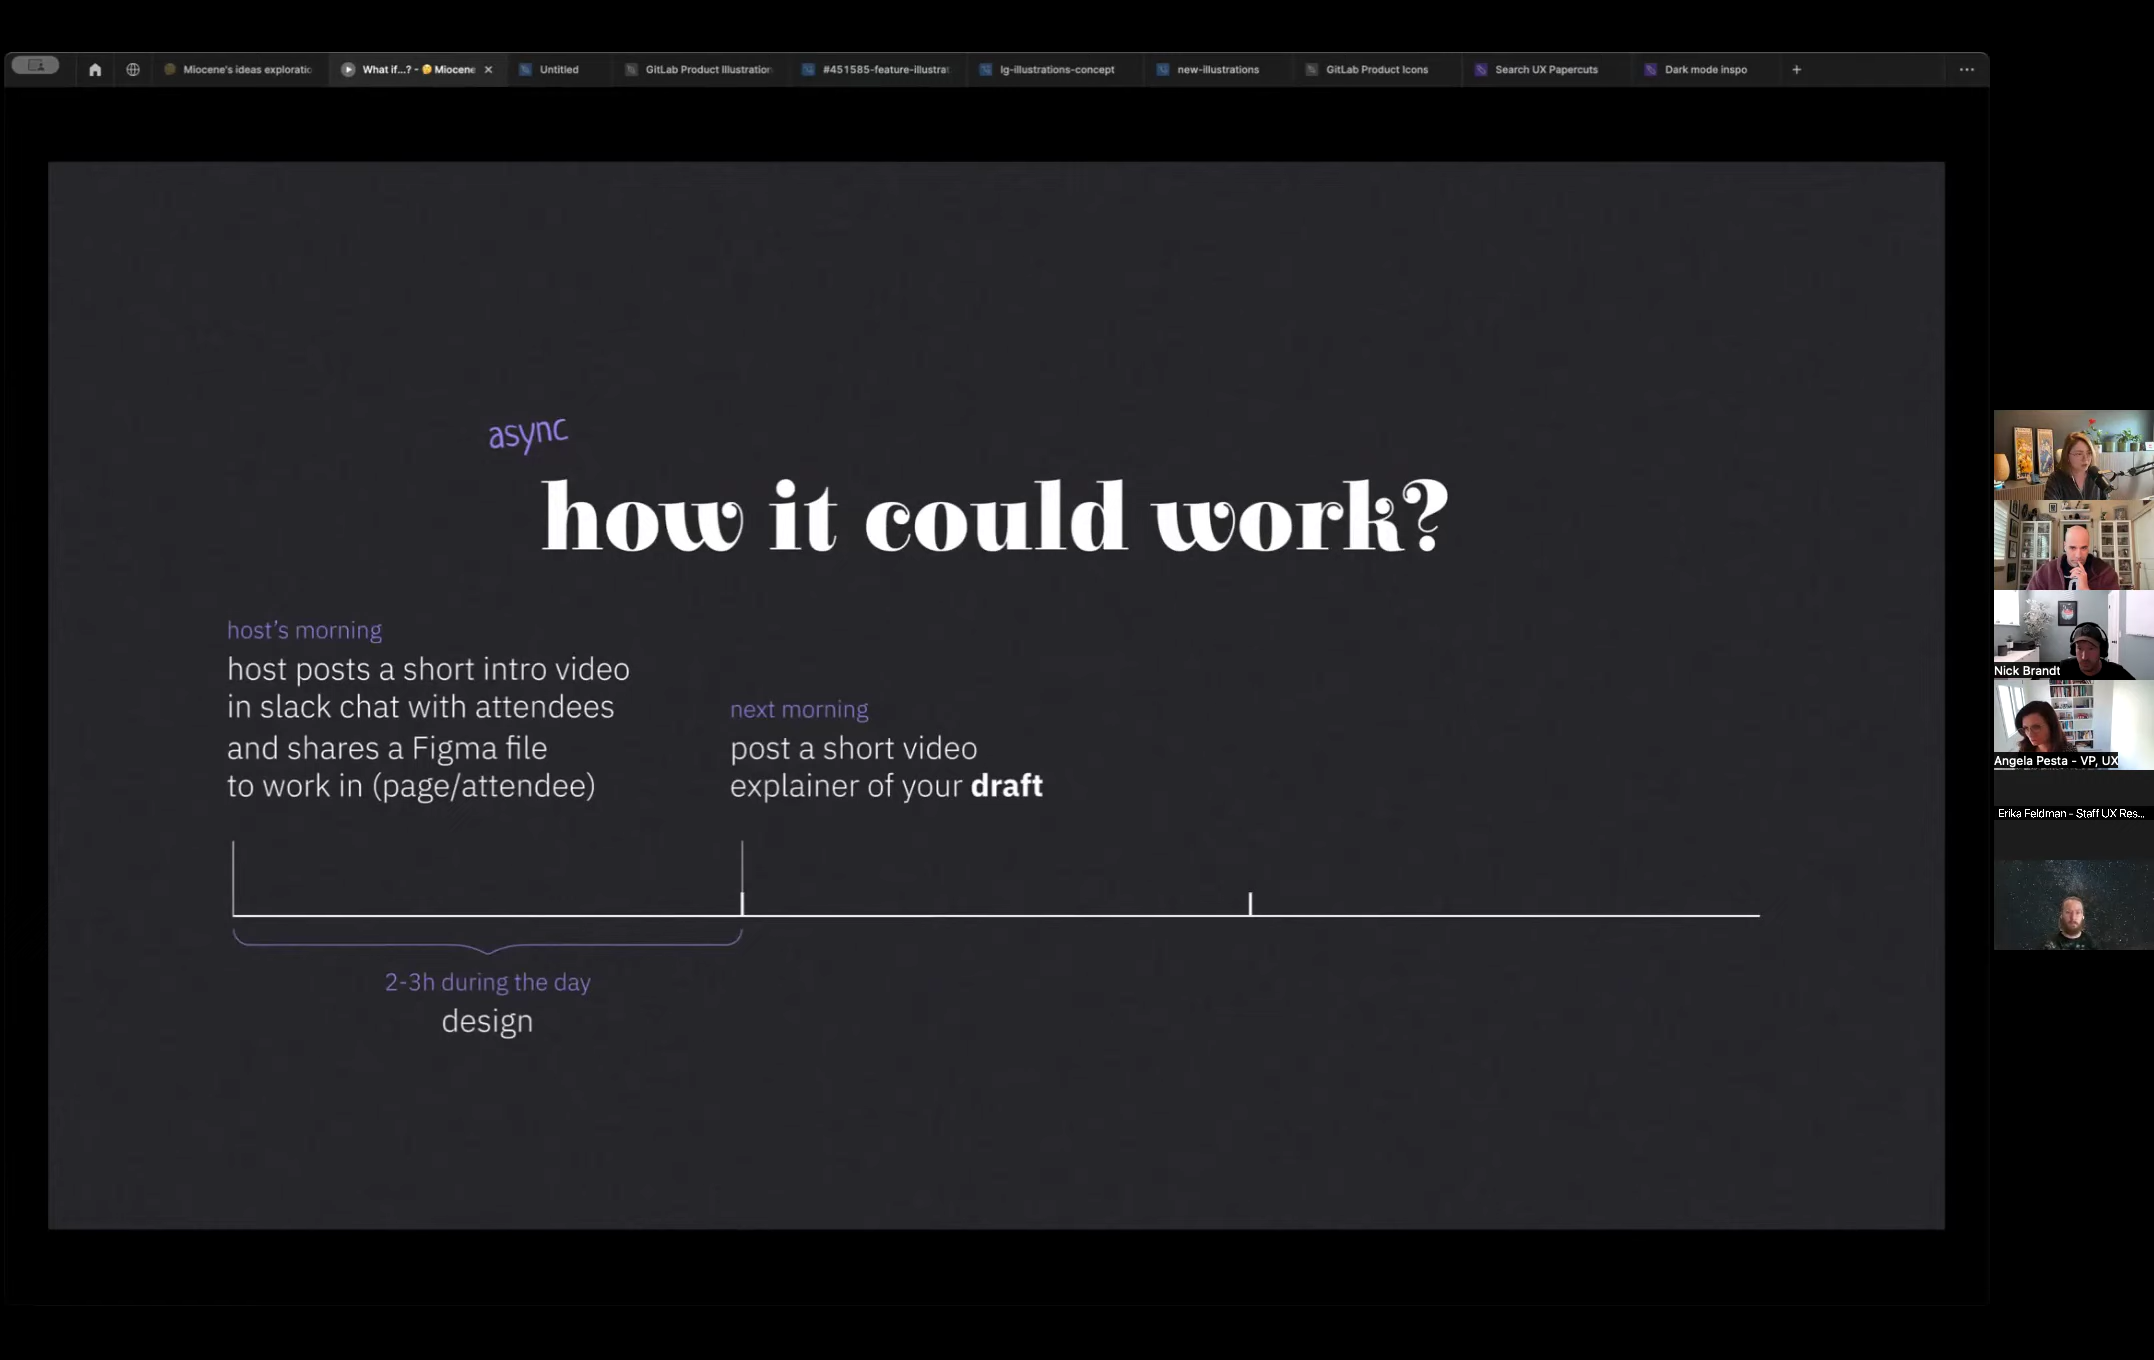 Miocene's ideas exploratic
What if...? - 🤔 Miocene
Untitled
GitLab Product Illustration
#451585-feature-illustrat
lg-illustrations-concept
new-illustrations
GitLab Product Icons
Search UX Papercuts
Dark mode inspo
async
how it could work?
host's morning
host posts a short intro video
in slack chat with attendees
and shares a Figma file
to work in (page/attendee)
next morning
post a short video
explainer of your draft
2-3h during the day
design
Nick Brandt
Angela Pesta - VP, UX
Erika Feldman - Staff UX Res...